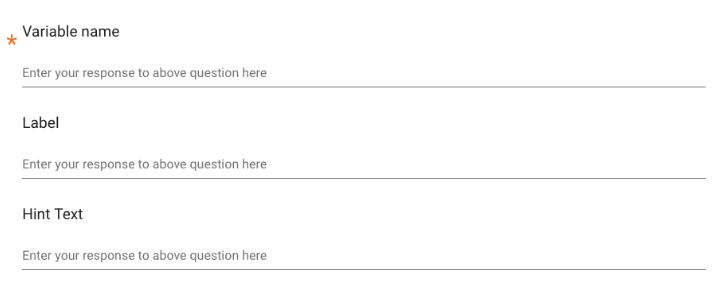 Variable name
*
Enter your response to above question here
Label
Enter your response to above question here
Hint Text
Enter your response to above question here